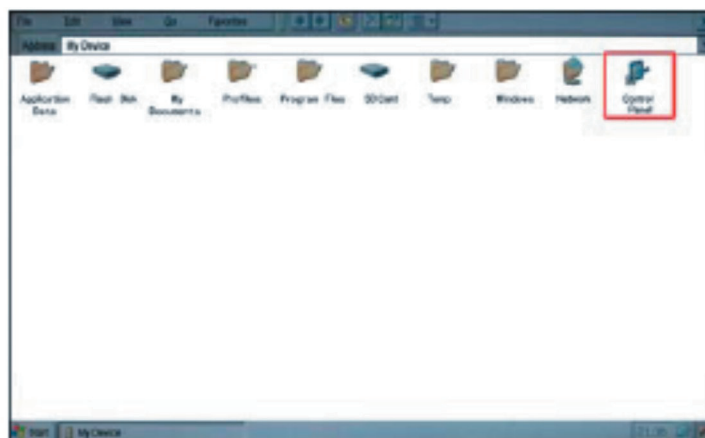 File Edit View Go Favorites
Address My Device
Application Data
Flash Disk
My Documents
Profiles
Program Files
SDCard
Temp
Windows
Network
Control Panel
Start My Device